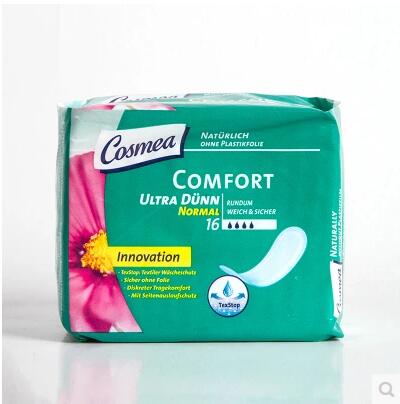 Cosmea
NATÜRLICH
OHNE PLASTIKFOLIE
COMFORT
ULTRA DÜNN
NORMAL
16
RUNDUM
WEICH & SICHER
Innovation
- TexStop Textiler Wäscheschutz
- Sicher ohne Folie
- Diskreter Tragekomfort
- Mit Seitenauslaufschutz
TexStop
Cosmea
NATURALLY